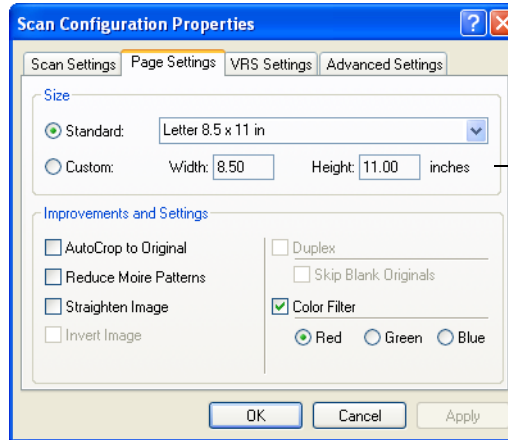 Scan Configuration Properties
Scan Settings Page Settings VRS Settings Advanced Settings
Size
Standard: Letter 8.5 x 11 in
Custom: Width: 8.50 Height: 11.00 inches
Improvements and Settings
AutoCrop to Original Duplex
Reduce Moire Patterns Skip Blank Originals
Straighten Image Color Filter
Invert Image Red Green Blue
OK Cancel Apply